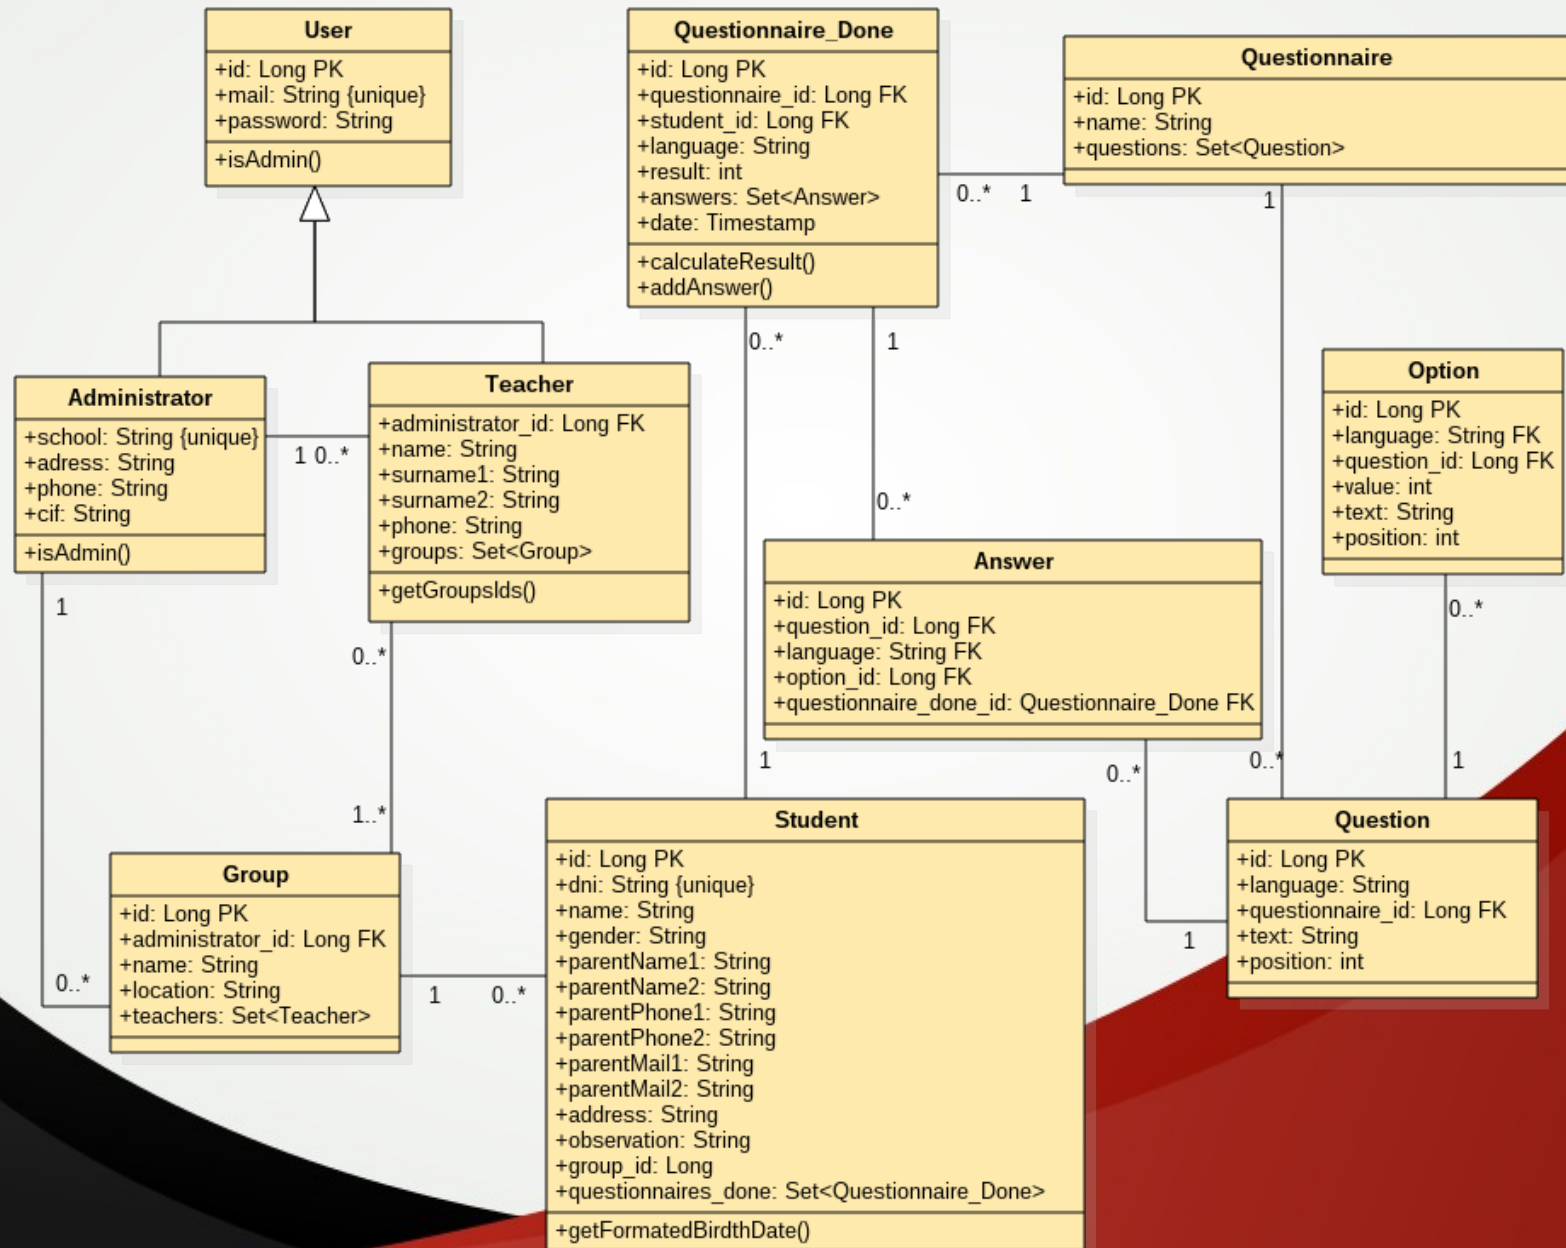 User
+id: Long PK
+mail: String {unique}
+password: String
+isAdmin()
Questionnaire_Done
+id: Long PK
+questionnaire_id: Long FK
+student_id: Long FK
+language: String
+result: int
+answers: Set<Answer>
+date: Timestamp
+calculateResult()
+addAnswer()
Questionnaire
+id: Long PK
+name: String
+questions: Set<Question>
0..* 1
1
0..*
1
Administrator
+school: String {unique}
+adress: String
+phone: String
+cif: String
+isAdmin()
1 0..*
Teacher
+administrator_id: Long FK
+name: String
+surname1: String
+surname2: String
+phone: String
+groups: Set<Group>
+getGroupsIds()
Option
+id: Long PK
+language: String FK
+question_id: Long FK
+value: int
+text: String
+position: int
0..*
Answer
+id: Long PK
+question_id: Long FK
+language: String FK
+option_id: Long FK
+questionnaire_done_id: Questionnaire_Done FK
1
0..*
0..*
1
0..*
0..*
1
1..*
Group
+id: Long PK
+administrator_id: Long FK
+name: String
+location: String
+teachers: Set<Teacher>
0..*
1 0..*
Student
+id: Long PK
+dni: String {unique}
+name: String
+gender: String
+parentName1: String
+parentName2: String
+parentPhone1: String
+parentPhone2: String
+parentMail1: String
+parentMail2: String
+address: String
+observation: String
+group_id: Long
+questionnaires_done: Set<Questionnaire_Done>
+getFormatedBirdthDate()
Question
+id: Long PK
+language: String
+questionnaire_id: Long FK
+text: String
+position: int
1